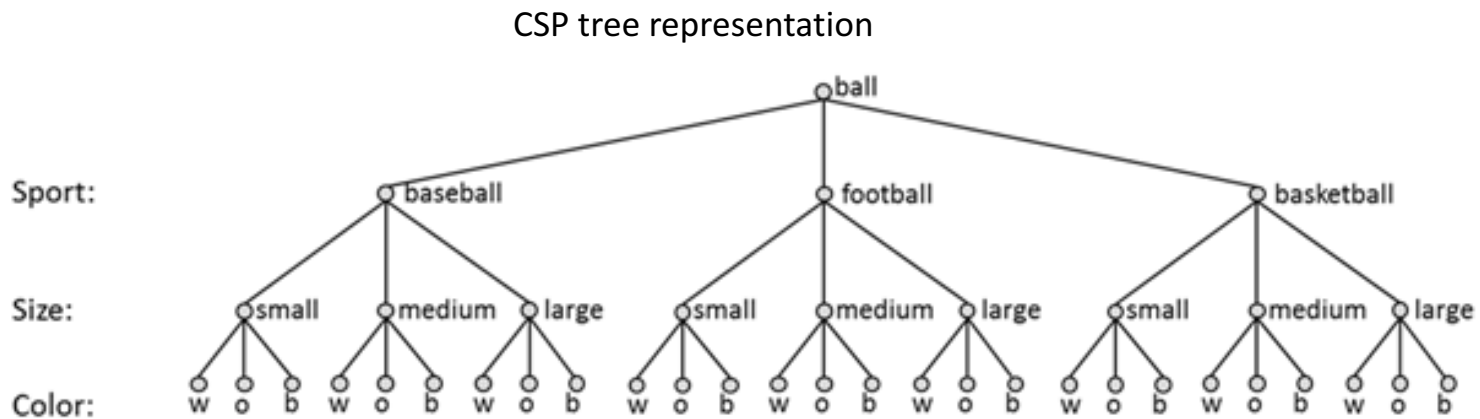 CSP tree representation
ball
Sport: baseball football basketball
Size: small medium large small medium large small medium large
w o b w o b w o b w o b w o b w o b w o b w o b w o b
Color: